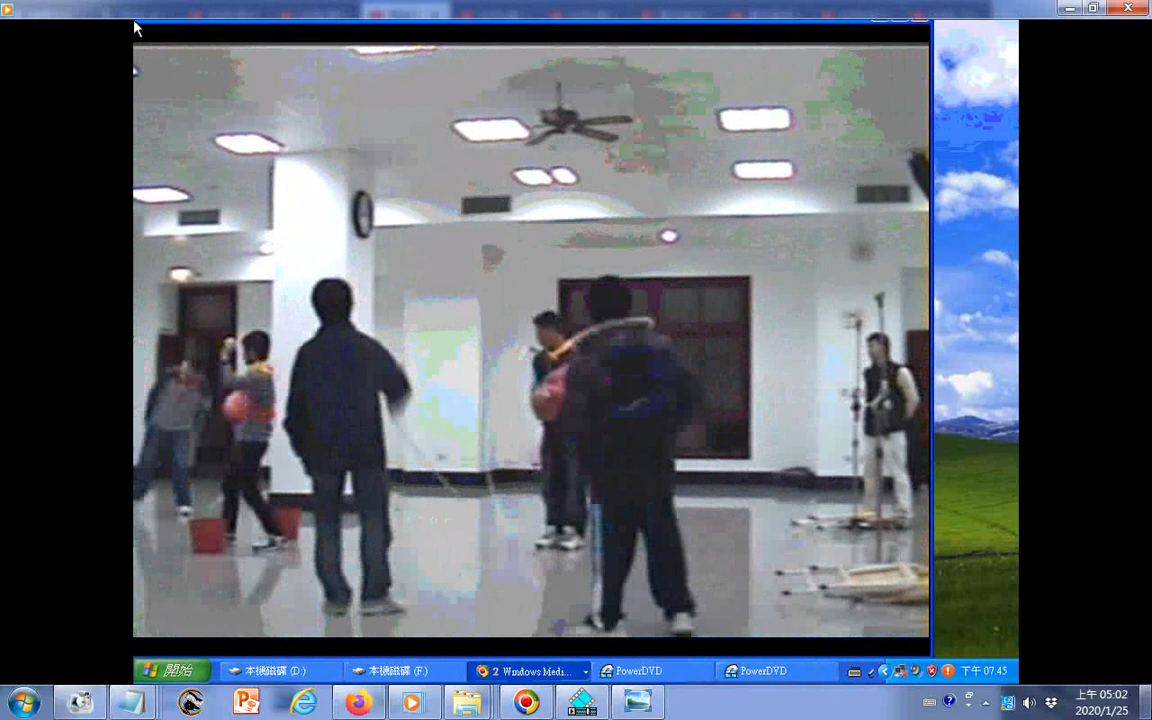 開始
本機磁碟 (D:)
本機磁碟 (F:)
2 Windows Medi...
PowerDVD
PowerDVD
下午 07:45
上午 05:02
2020/1/25